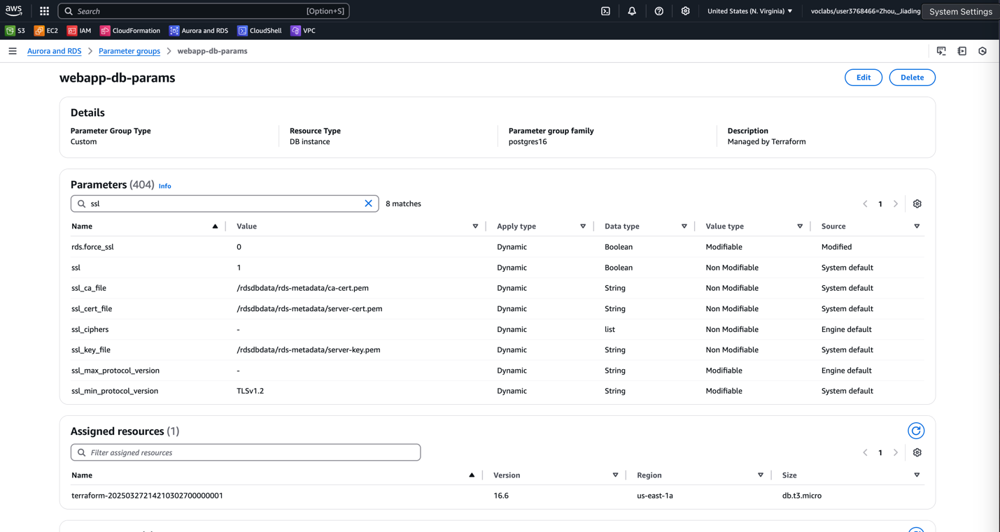 aws Search [Option+S] United States (N. Virginia) voclabs/user3768466=Zhou,_Jiading System Settings
S3 EC2 IAM CloudFormation Aurora and RDS CloudShell VPC
Aurora and RDS Parameter groups webapp-db-params
webapp-db-params Edit Delete
Details
Parameter Group Type Resource Type Parameter group family Description
Custom DB instance postgres16 Managed by Terraform
Parameters (404) Info
ssl 8 matches 1
Name Value Apply type Data type Value type Source
rds.force_ssl 0 Dynamic Boolean Modifiable Modified
ssl 1 Dynamic Boolean Non Modifiable System default
ssl_ca_file /rdsdbdata/rds-metadata/ca-cert.pem Dynamic String Non Modifiable System default
ssl_cert_file /rdsdbdata/rds-metadata/server-cert.pem Dynamic String Non Modifiable System default
ssl_ciphers - Dynamic list Non Modifiable Engine default
ssl_key_file /rdsdbdata/rds-metadata/server-key.pem Dynamic String Non Modifiable System default
ssl_max_protocol_version - Dynamic String Modifiable Engine default
ssl_min_protocol_version TLSv1.2 Dynamic String Modifiable System default
Assigned resources (1)
Filter assigned resources 1
Name Version Region Size
terraform-20250327214210302700000001 16.6 us-east-1a db.t3.micro